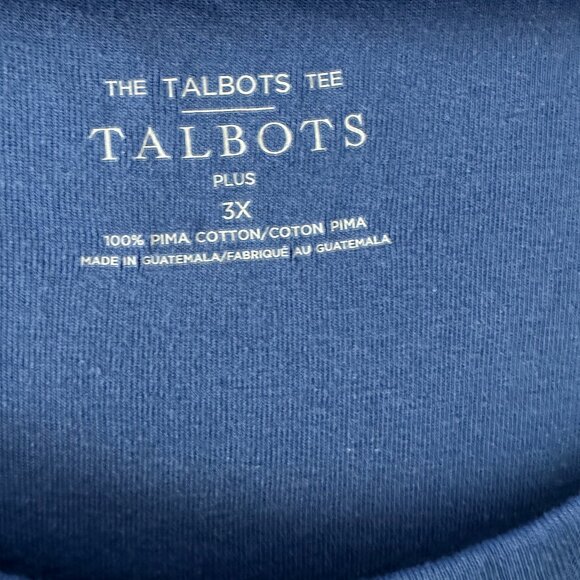 THE TALBOTS TEE
TALBOTS
PLUS
3X
100% PIMA COTTON/COTON PIMA
MADE IN GUATEMALA/FABRIQUÉ AU GUATEMALA